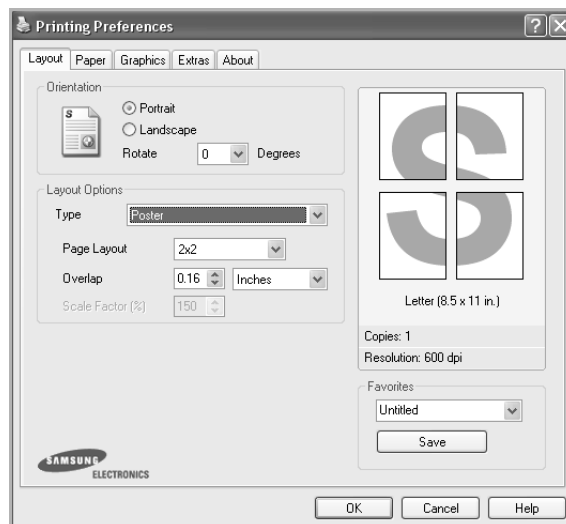 Printing Preferences
Layout Paper Graphics Extras About
Orientation
S
Portrait
Landscape
Rotate 0 Degrees
Layout Options
Type Poster
Page Layout 2x2
Overlap 0.16 Inches
Scale Factor (%) 150
S
Letter (8.5 x 11 in.)
Copies: 1
Resolution: 600 dpi
Favorites
Untitled
Save
SAMSUNG
ELECTRONICS
OK Cancel Help